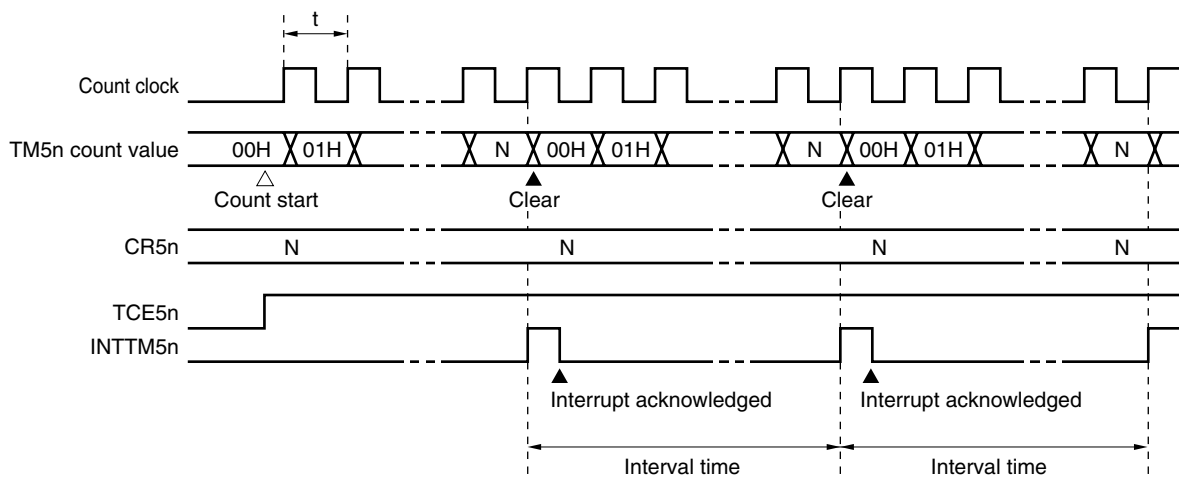 t
Count clock
TM5n count value 00H 01H N 00H 01H N 00H 01H N
Count start Clear Clear
CR5n N N N N
TCE5n
INTTM5n
Interrupt acknowledged Interrupt acknowledged
Interval time Interval time